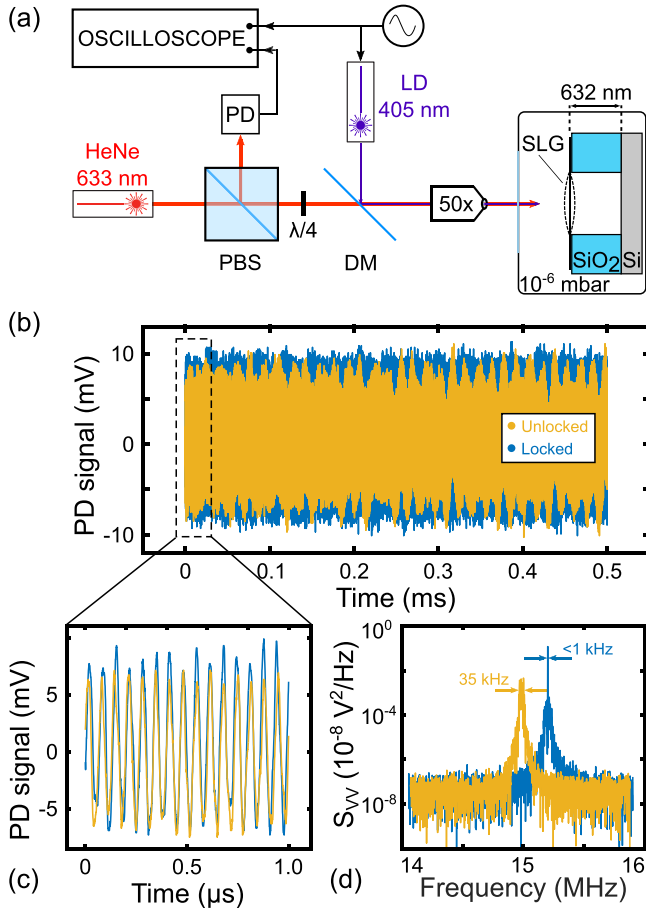 (a)
OSCILLOSCOPE
PD
LD
405 nm
HeNe
633 nm
PBS
λ/4
DM
50x
632 nm
SLG
SiO2 Si
10-6 mbar
(b)
PD signal (mV)
10
0
-10
Unlocked
Locked
0 0.1 0.2 0.3 0.4 0.5
Time (ms)
PD signal (mV)
5
0
-5
0 0.5 1.0
(c)
Time (μs)
SVV (10-8 V2/Hz)
100
10-4
10-8
<1 kHz
35 kHz
14 15 16
(d)
Frequency (MHz)